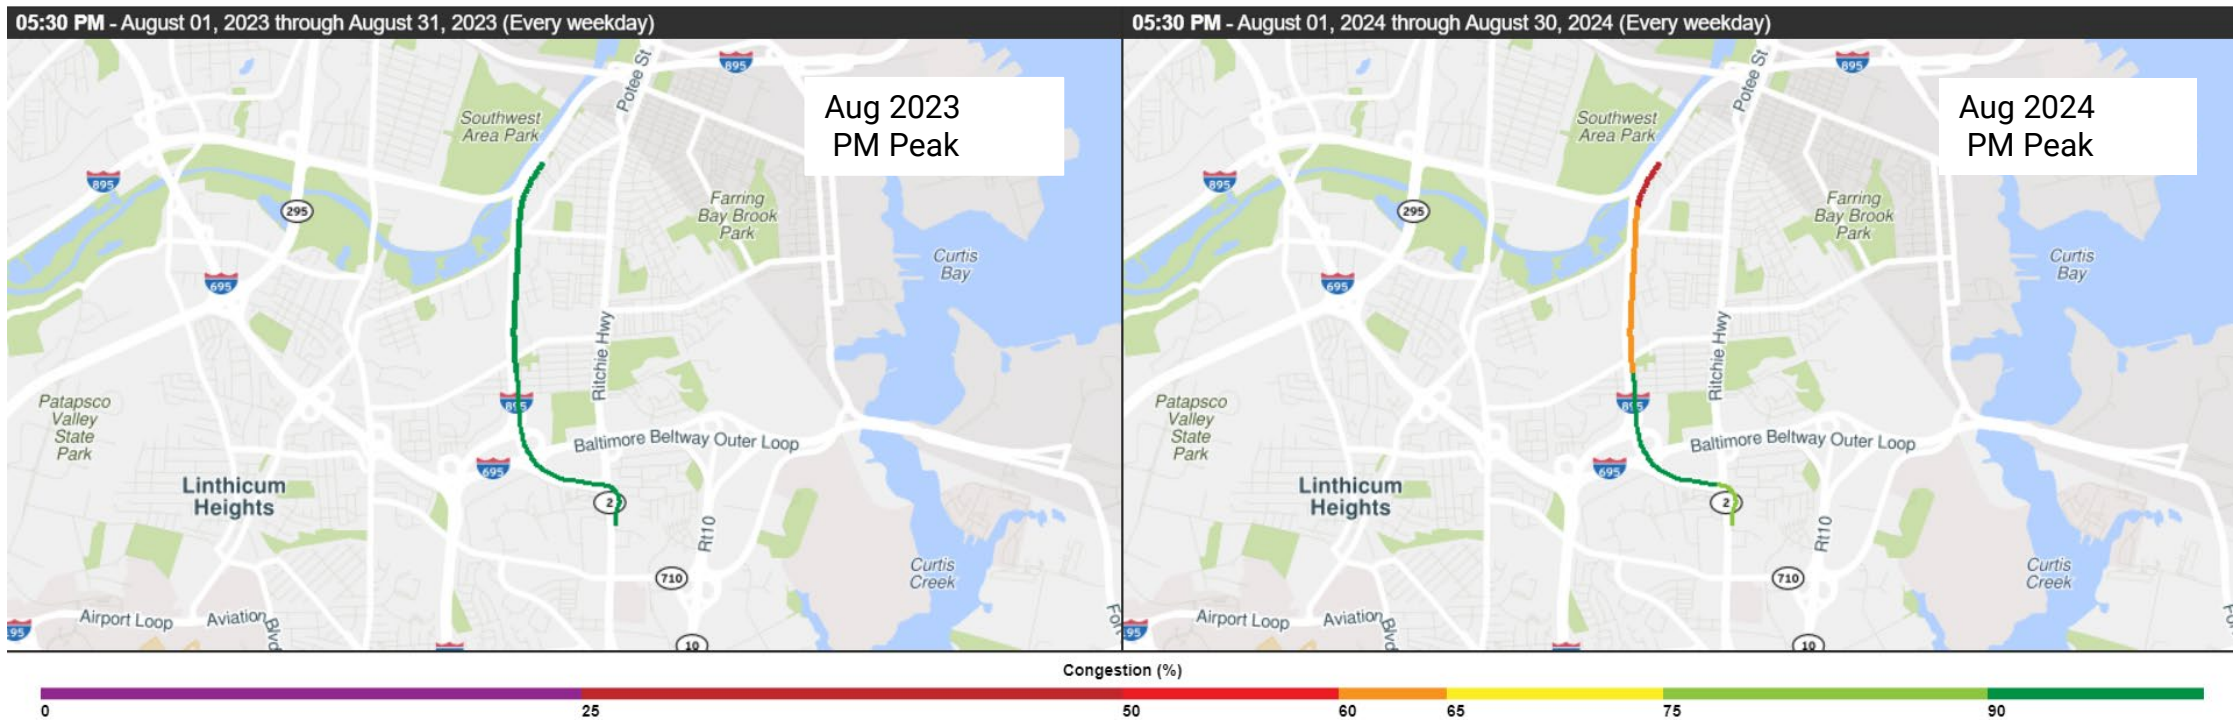 05:30 PM - August 01, 2023 through August 31, 2023 (Every weekday)
895
Potee St
Aug 2023
PM Peak
Southwest
Area Park
895
295
Farring
Bay Brook
Park
Curtis
Bay
695
Ritchie Hwy
Patapsco
Valley
State
Park
895
Baltimore Beltway Outer Loop
695
Linthicum
Heights
2
Rt10
710
Curtis
Creek
Airport Loop
Aviation Blvd
95
10
05:30 PM - August 01, 2024 through August 30, 2024 (Every weekday)
895
Potee St
Aug 2024
PM Peak
Southwest
Area Park
895
295
Farring
Bay Brook
Park
Curtis
Bay
695
Ritchie Hwy
Patapsco
Valley
State
Park
895
Baltimore Beltway Outer Loop
695
Linthicum
Heights
2
Rt10
710
Curtis
Creek
Airport Loop
Aviation Blvd
95
10
Congestion (%)
0 25 50 60 65 75 90